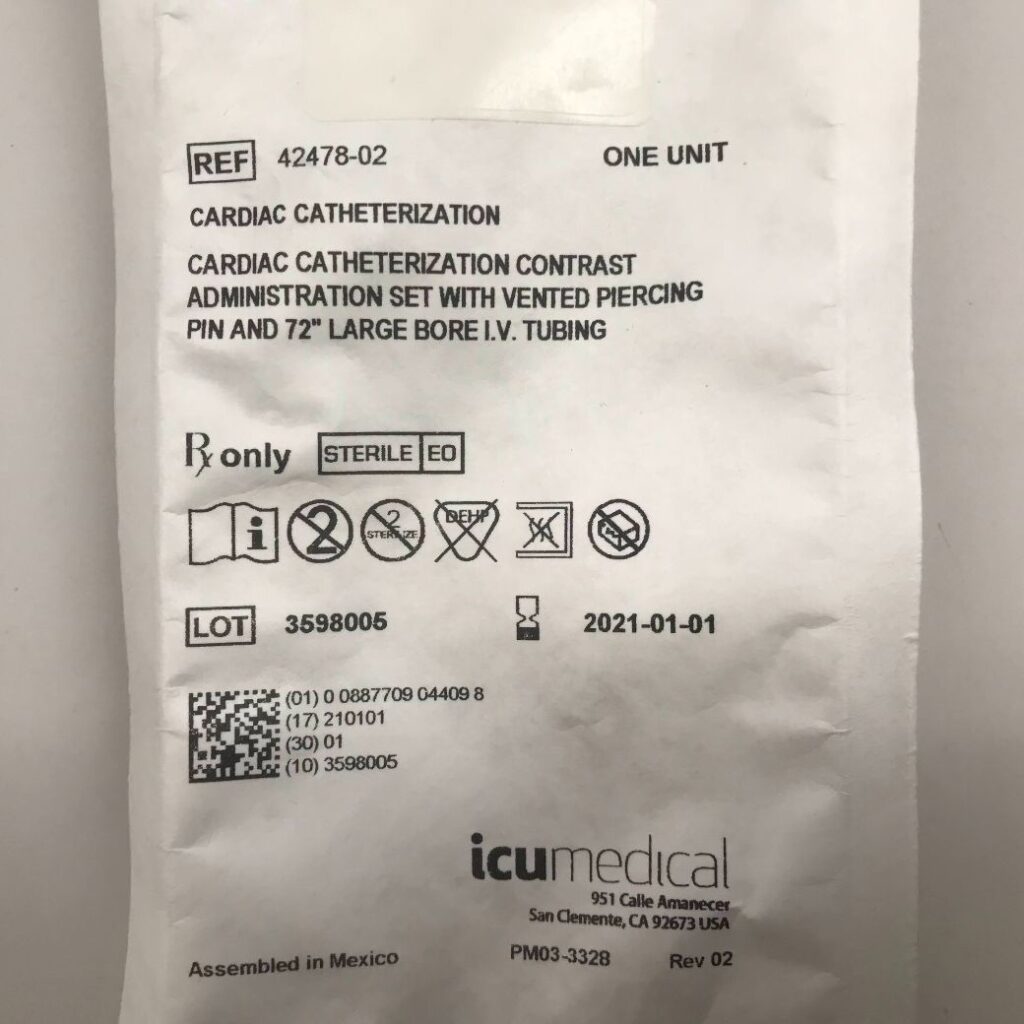 REF 42478-02 ONE UNIT
CARDIAC CATHETERIZATION
CARDIAC CATHETERIZATION CONTRAST
ADMINISTRATION SET WITH VENTED PIERCING
PIN AND 72" LARGE BORE I.V. TUBING
Rx only STERILE EO
i 2 2 STERILIZE DEHP
LOT 3598005 2021-01-01
(01) 0 0887709 04409 8
(17) 210101
(30) 01
(10) 3598005
icumedical
951 Calle Amanecer
San Clemente, CA 92673 USA
Assembled in Mexico PM03-3328 Rev 02